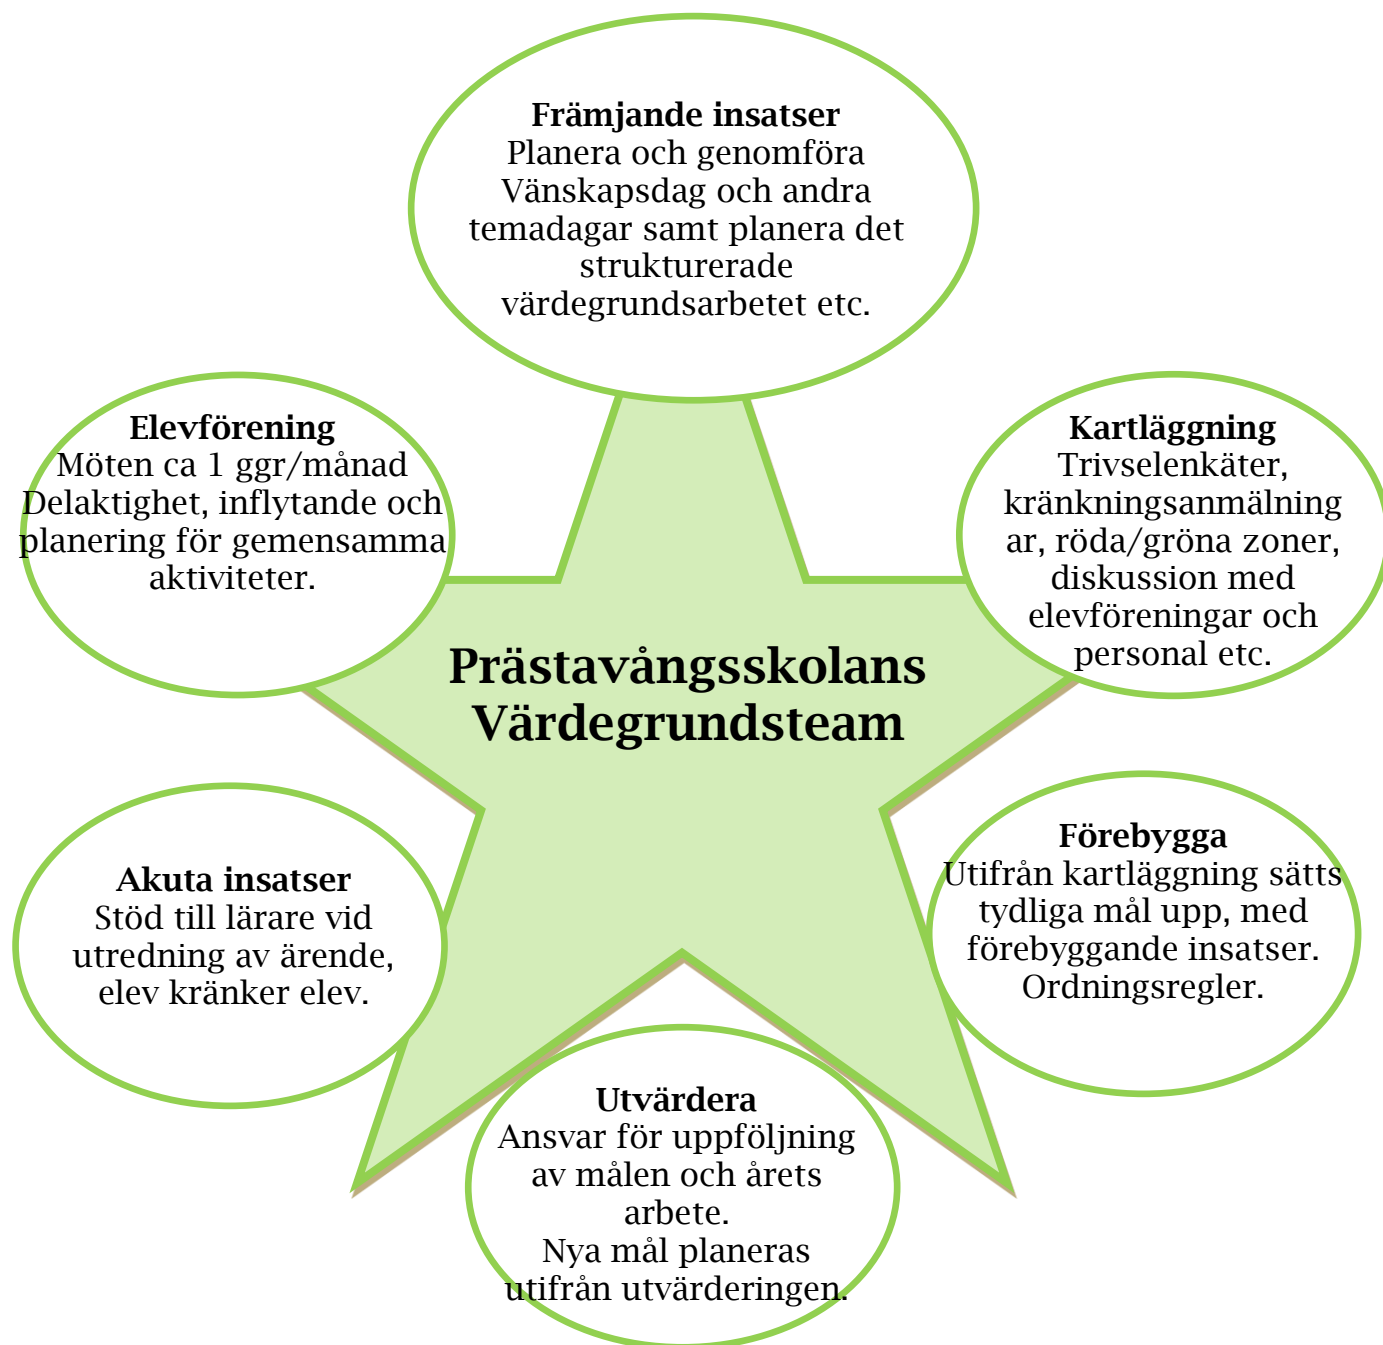 Främjande insatser
Planera och genomföra
Vänskapsdag och andra
temadagar samt planera det
strukturerade
värdegrundsarbetet etc.
Elevförening
Möten ca 1 ggr/månad
Delaktighet, inflytande och
planering för gemensamma
aktiviteter.
Kartläggning
Trivselenkäter,
kränkningsanmälning
ar, röda/gröna zoner,
diskussion med
elevföreningar och
personal etc.
Prästavångsskolans
Värdegrundsteam
Akuta insatser
Stöd till lärare vid
utredning av ärende,
elev kränker elev.
Förebygga
Utifrån kartläggning sätts
tydliga mål upp, med
förebyggande insatser.
Ordningsregler.
Utvärdera
Ansvar för uppföljning
av målen och årets
arbete.
Nya mål planeras
utifrån utvärderingen.